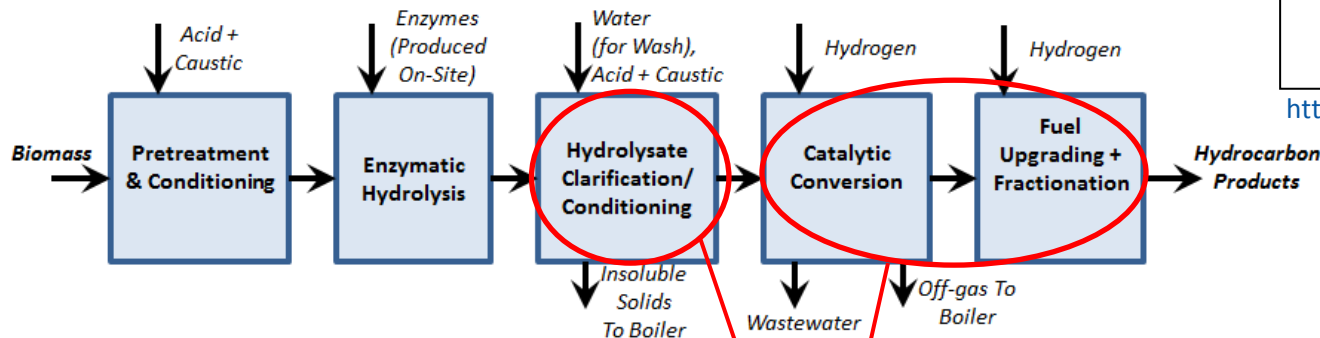 Acid +
Caustic
Enzymes
(Produced
On-Site)
Water
(for Wash),
Acid + Caustic
Hydrogen
Hydrogen
htt
Biomass
Pretreatment
& Conditioning
Enzymatic
Hydrolysis
Hydrolysate
Clarification/
Conditioning
Catalytic
Conversion
Fuel
Upgrading +
Fractionation
Hydrocarbon
Products
Insoluble
Solids
To Boiler
Wastewater
Off-gas To
Boiler